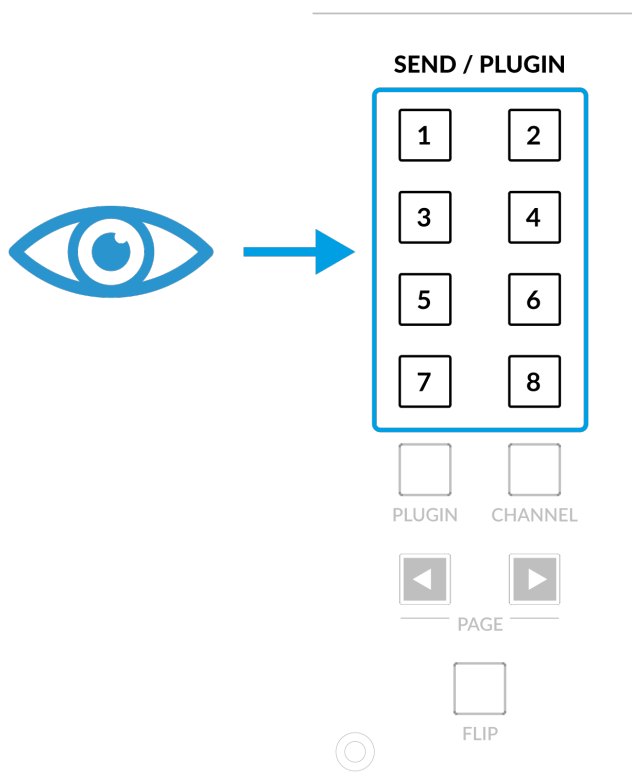 SEND / PLUGIN
1 2
3 4
5 6
7 8
PLUGIN CHANNEL
PAGE
FLIP